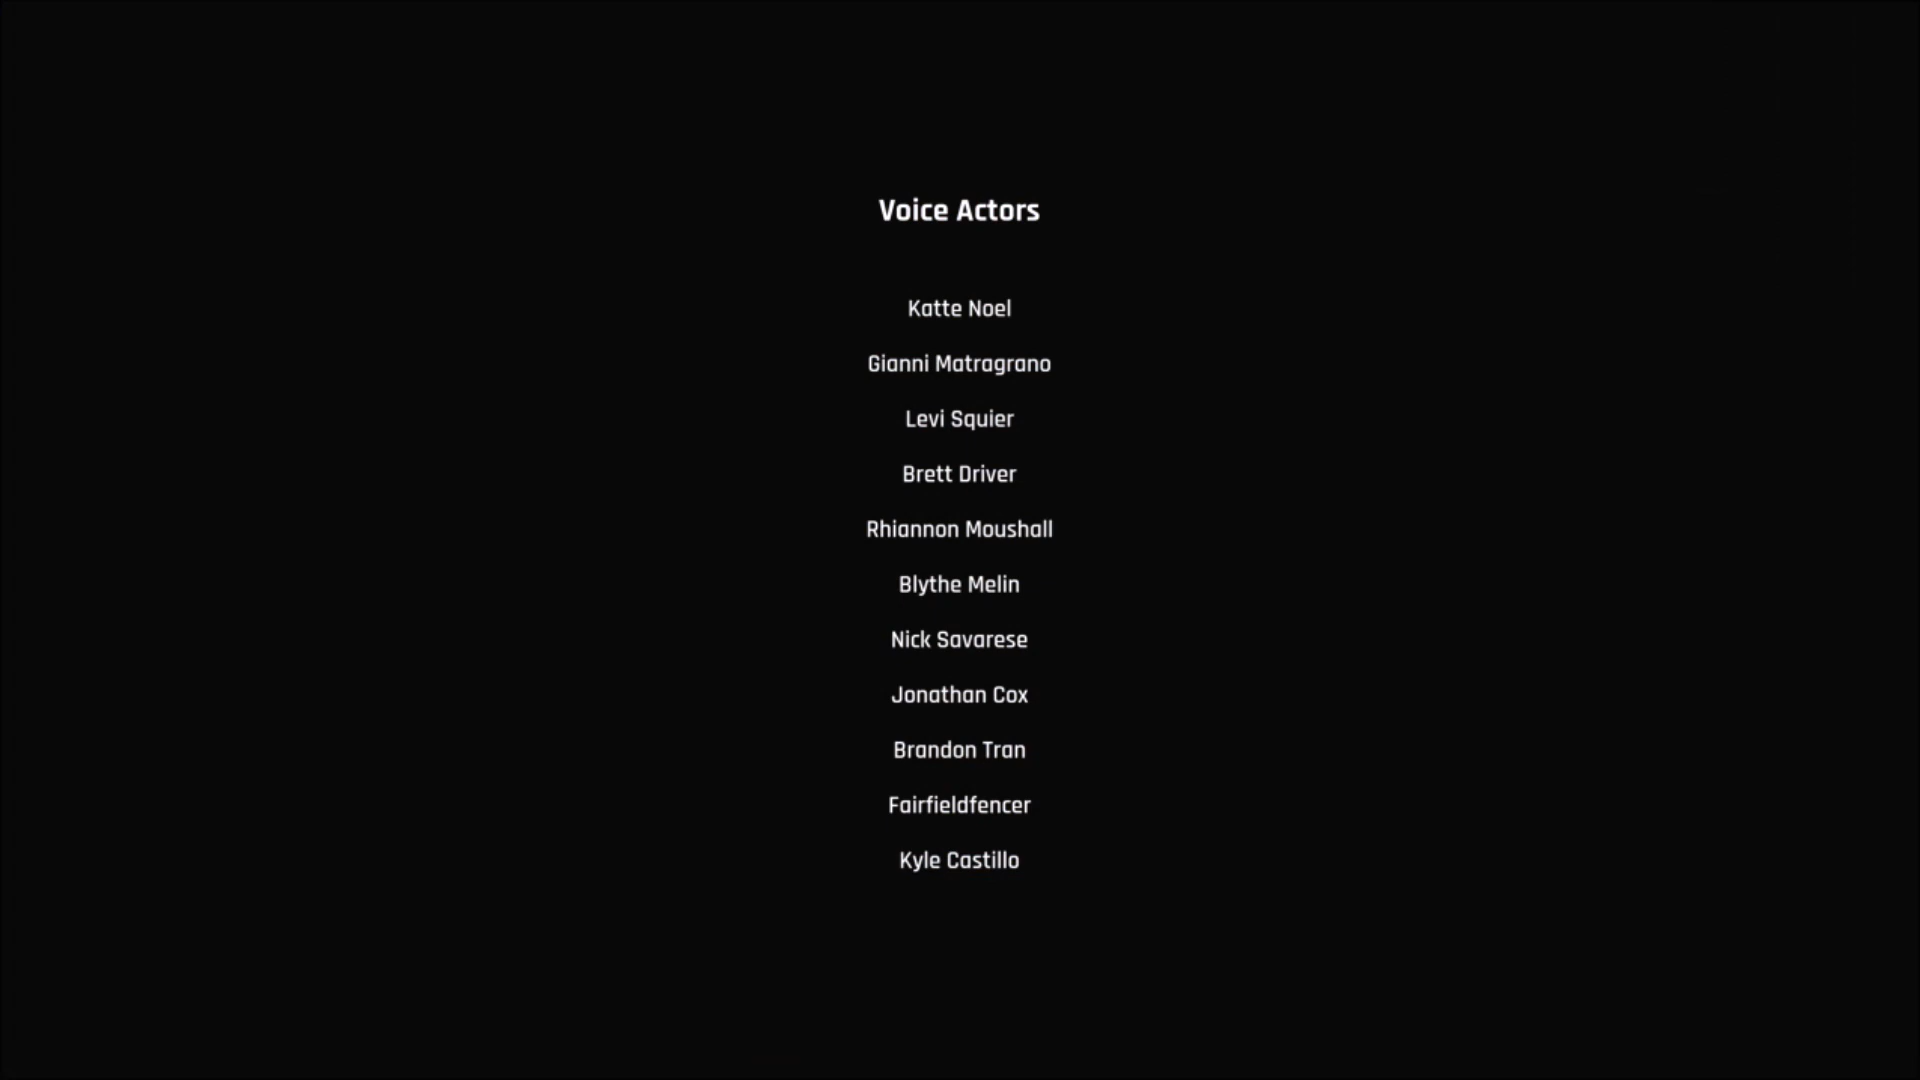 Voice Actors
Katte Noel
Gianni Matragrano
Levi Squier
Brett Driver
Rhiannon Moushall
Blythe Melin
Nick Savarese
Jonathan Cox
Brandon Tran
Fairfieldfencer
Kyle Castillo